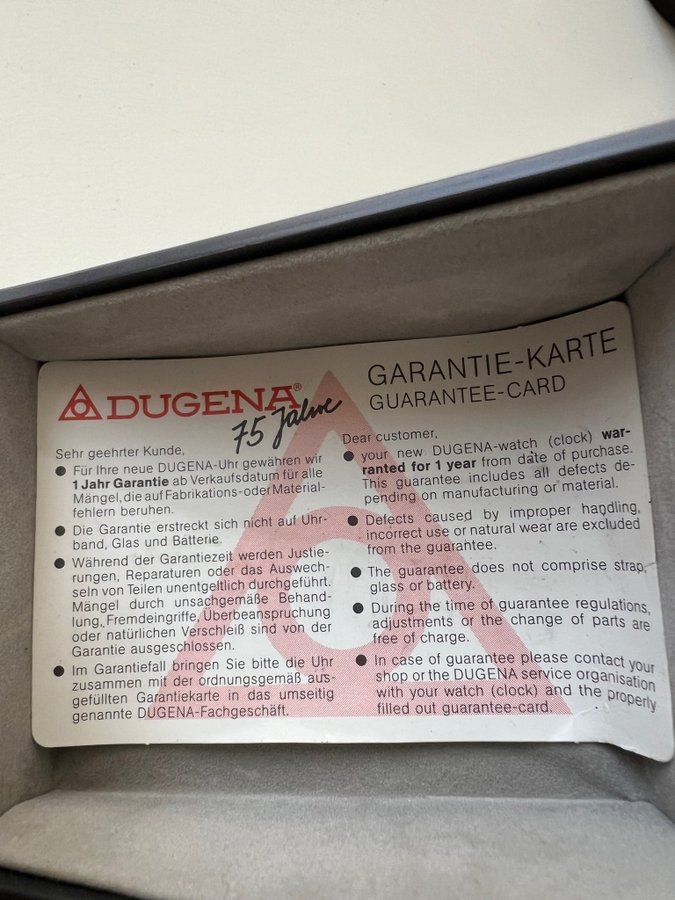 DUGENA®
75 Jahre
GARANTIE-KARTE
GUARANTEE-CARD
Sehr geehrter Kunde,
● Für Ihre neue DUGENA-Uhr gewähren wir
1 Jahr Garantie ab Verkaufsdatum für alle
Mängel, die auf Fabrikations- oder Material-
fehlern beruhen.
● Die Garantie erstreckt sich nicht auf Uhr-
band, Glas und Batterie.
● Während der Garantiezeit werden Justie-
rungen, Reparaturen oder das Auswech-
seln von Teilen unentgeltlich durchgeführt.
Mängel durch unsachgemäße Behand-
lung, Fremdeingriffe, Überbeanspruchung
oder natürlichen Verschleiß sind von der
Garantie ausgeschlossen.
● Im Garantiefall bringen Sie bitte die Uhr
zusammen mit der ordnungsgemäß aus-
gefüllten Garantiekarte in das umseitig
genannte DUGENA-Fachgeschäft.
Dear customer,
● your new DUGENA-watch (clock) war-
ranted for 1 year from date of purchase.
This guarantee includes all defects de-
pending on manufacturing or material.
● Defects caused by improper handling,
incorrect use or natural wear are excluded
from the guarantee.
● The guarantee does not comprise strap,
glass or battery.
● During the time of guarantee regulations,
adjustments or the change of parts are
free of charge.
● In case of guarantee please contact your
shop or the DUGENA service organisation
with your watch (clock) and the properly
filled out guarantee-card.